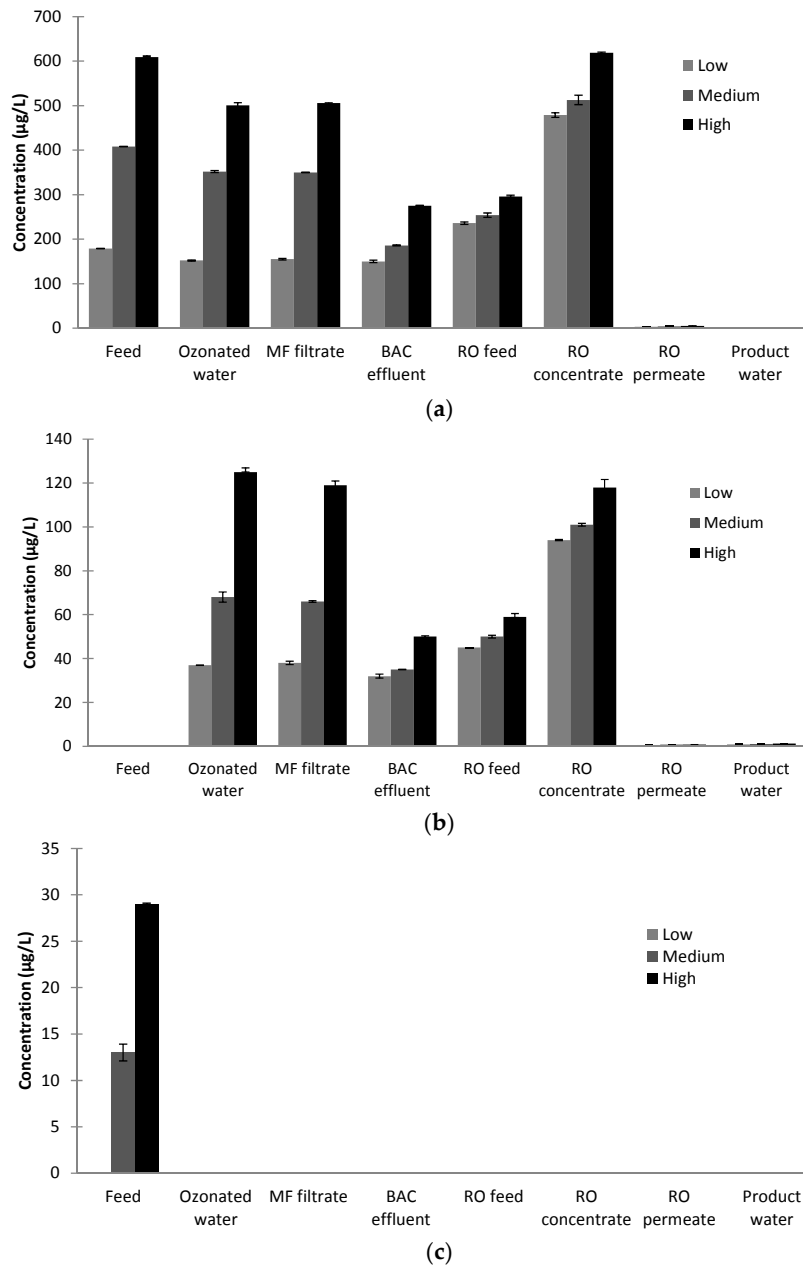 700
600
500
400
300
200
100
0
Concentration (µg/L)
Low
Medium
High
Feed
Ozonated
water
MF filtrate
BAC
effluent
RO feed
RO
concentrate
RO
permeate
Product
water
(a)
140
120
100
80
60
40
20
0
Concentration (µg/L)
Low
Medium
High
Feed
Ozonated
water
MF filtrate
BAC
effluent
RO feed
RO
concentrate
RO
permeate
Product
water
(b)
35
30
25
20
15
10
5
0
Concentration (µg/L)
Low
Medium
High
Feed
Ozonated
water
MF filtrate
BAC
effluent
RO feed
RO
concentrate
RO
permeate
Product
water
(c)